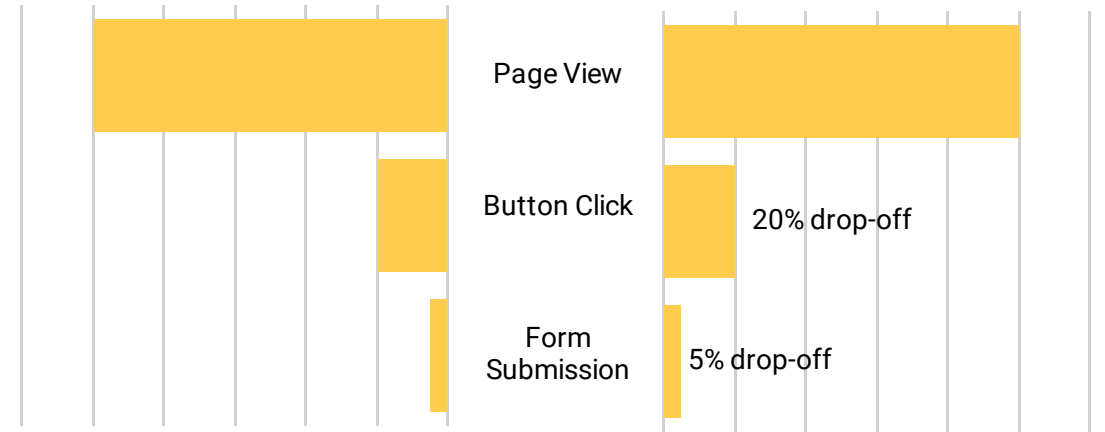 Page View
Button Click
20% drop-off
Form
Submission
5% drop-off